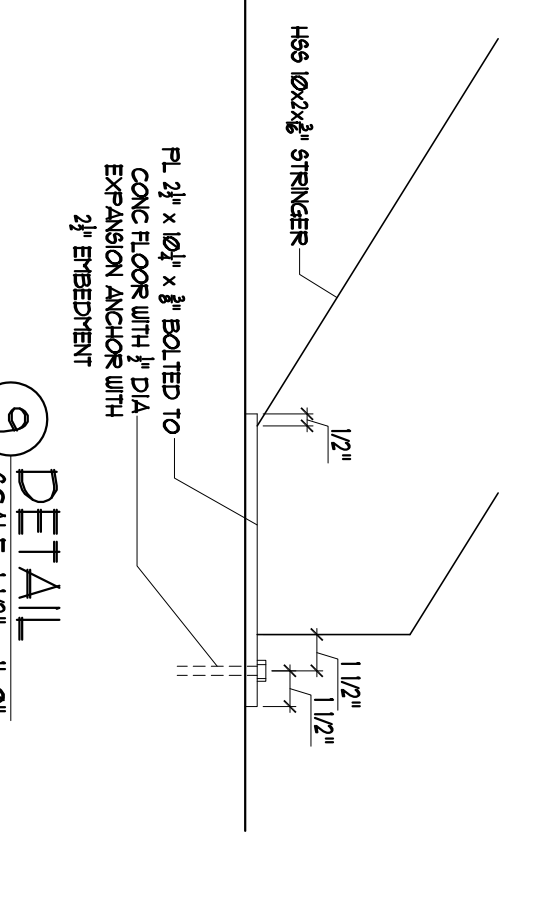 HSS 10x2x3/16" STRINGER
PL 2 1/2" x 10 1/4" x 3/8" BOLTED TO
CONC FLOOR WITH 1/2" DIA
EXPANSION ANCHOR WITH
2 1/2" EMBEDMENT
1/2"
1 1/2"
1 1/2"
9
DETAIL